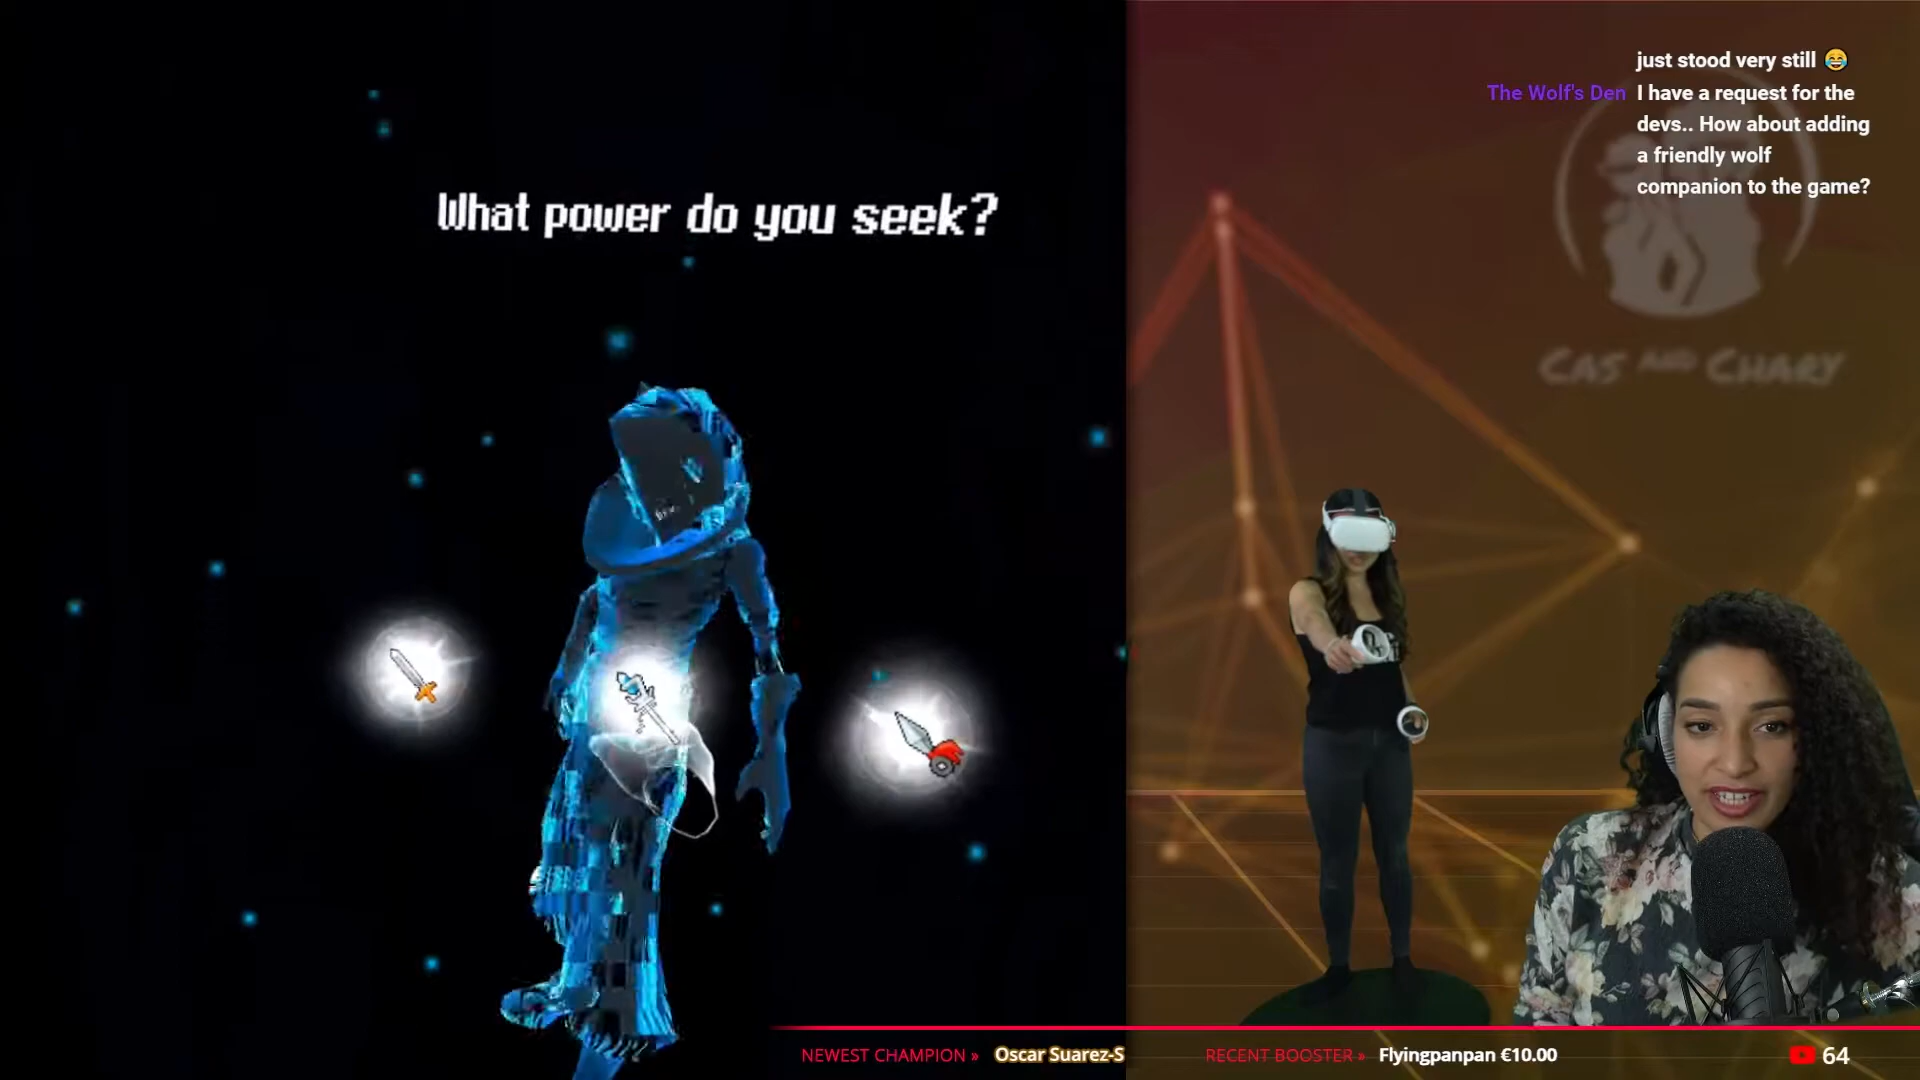 just stood very still 😂
The Wolf's Den I have a request for the
devs.. How about adding
a friendly wolf
companion to the game?
What power do you seek?
CAS AND CHARY
NEWEST CHAMPION » Oscar Suarez-S
RECENT BOOSTER » Flyingpanpan €10.00
64